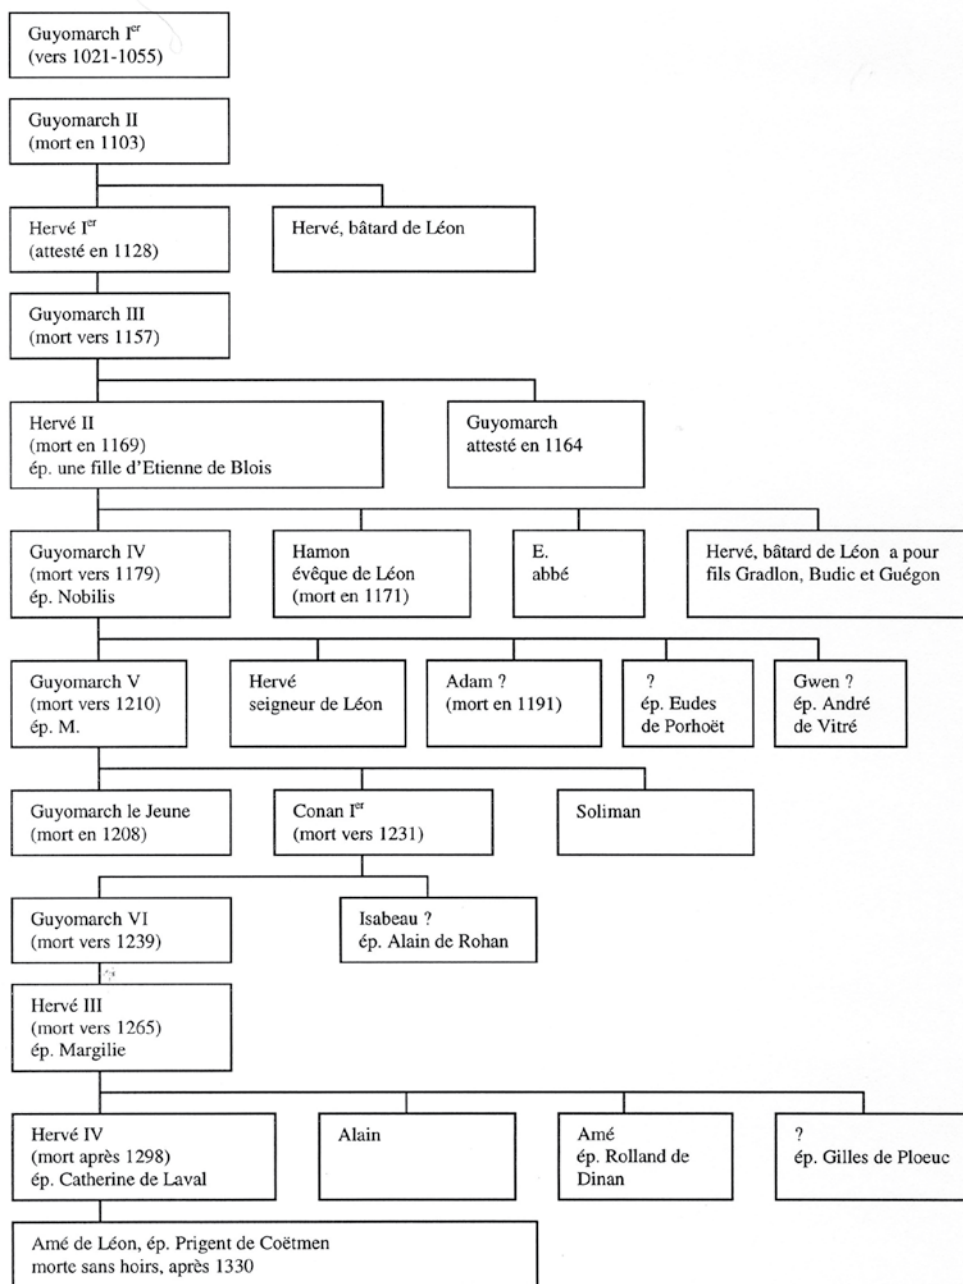 Guyomarch Ier
(vers 1021-1055)
Guyomarch II
(mort en 1103)
Hervé Ier
(attesté en 1128)
Hervé, bâtard de Léon
Guyomarch III
(mort vers 1157)
Hervé II
(mort en 1169)
ép. une fille d'Etienne de Blois
Guyomarch
attesté en 1164
Guyomarch IV
(mort vers 1179)
ép. Nobilis
Hamon
évêque de Léon
(mort en 1171)
E.
abbé
Hervé, bâtard de Léon a pour
fils Gradlon, Budic et Guégon
Guyomarch V
(mort vers 1210)
ép. M.
Hervé
seigneur de Léon
Adam ?
(mort en 1191)
?
ép. Eudes
de Porhoët
Gwen ?
ép. André
de Vitré
Guyomarch le Jeune
(mort en 1208)
Conan Ier
(mort vers 1231)
Soliman
Guyomarch VI
(mort vers 1239)
Isabeau ?
ép. Alain de Rohan
Hervé III
(mort vers 1265)
ép. Margilie
Hervé IV
(mort après 1298)
ép. Catherine de Laval
Alain
Amé
ép. Rolland de
Dinan
?
ép. Gilles de Ploeuc
Amé de Léon, ép. Prigent de Coëtmen
morte sans hoirs, après 1330